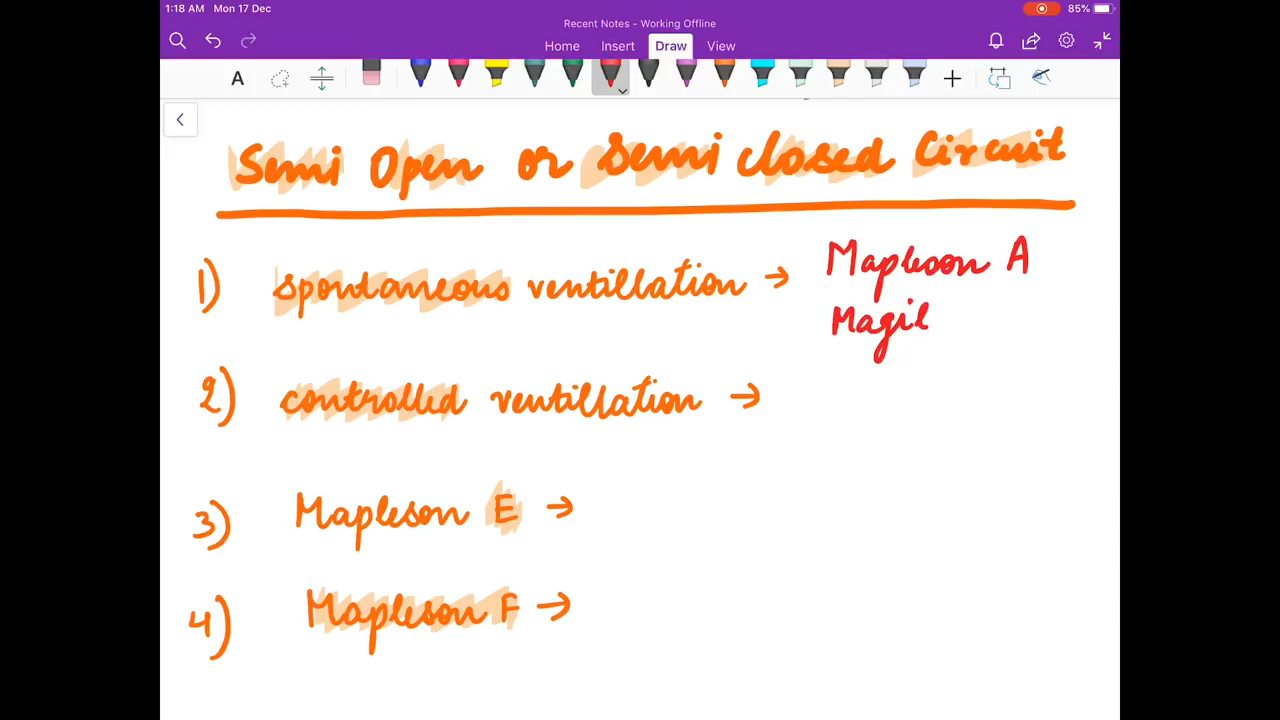 1:18 AM Mon 17 Dec 85%
Recent Notes - Working Offline
Home Insert Draw View
A
Semi Open or Semi closed Circuit
1) spontaneous ventillation → Mapleson A
Magil
2) controlled ventillation →
3) Mapleson E →
4) Mapleson F →